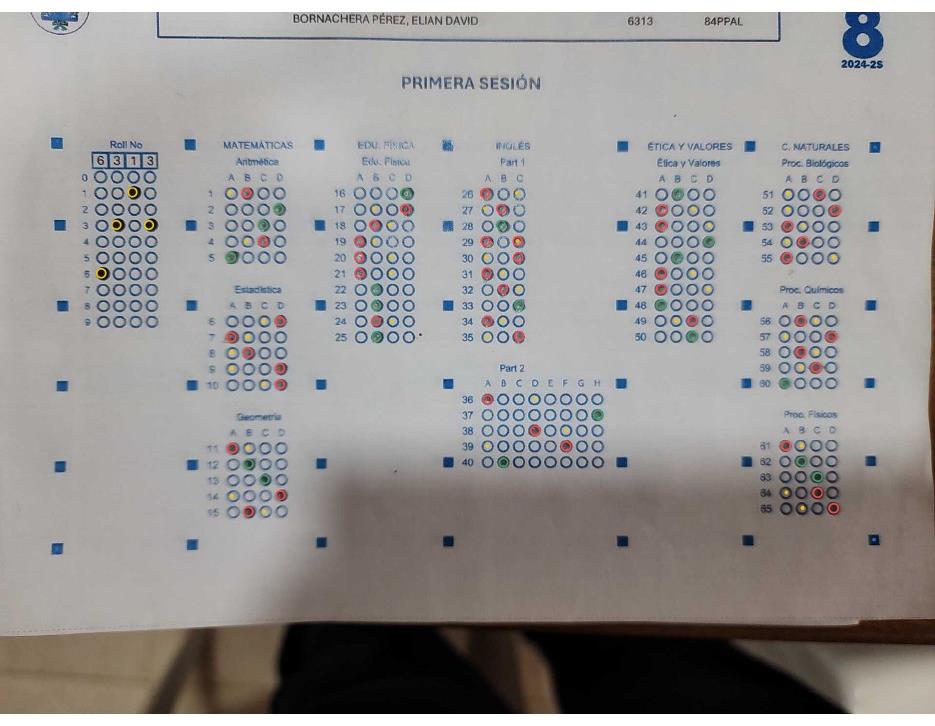 BORNACHERA PÉREZ, ELIAN DAVID 6313 84PPAL
8
2024-2S
PRIMERA SESIÓN
Roll No
6 3 1 3
0
1
2
3
4
5
6
7
8
9
MATEMÁTICAS
Aritmética
A B C D
1
2
3
4
5
Estadística
A B C D
6
7
8
9
10
Geometría
A B C D
11
12
13
14
15
EDU. FÍSICA
Edu. Física
A B C D
16
17
18
19
20
21
22
23
24
25
INGLÉS
Part 1
A B C
26
27
28
29
30
31
32
33
34
35
Part 2
A B C D E F G H
36
37
38
39
40
ÉTICA Y VALORES
Ética y Valores
A B C D
41
42
43
44
45
46
47
48
49
50
C. NATURALES
Proc. Biológicos
A B C D
51
52
53
54
55
Proc. Químicos
A B C D
56
57
58
59
60
Proc. Físicos
A B C D
61
62
63
64
65